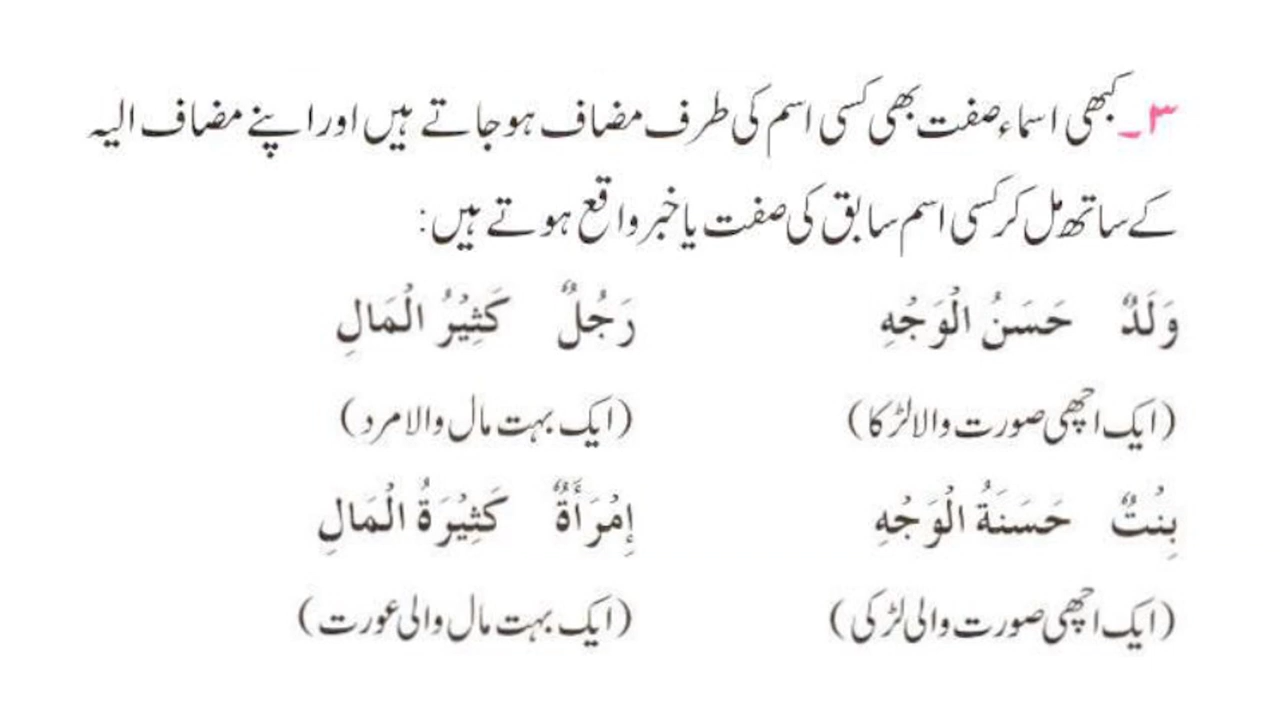 ۳۔ کبھی اسماء صفت بھی کسی اسم کی طرف مضاف ہو جاتے ہیں اور اپنے مضاف الیہ
کے ساتھ مل کر کسی اسم سابق کی صفت یا خبر واقع ہوتے ہیں:
وَلَدٌ حَسَنُ الْوَجْهِ رَجُلٌ كَثِيْرُ الْمَالِ
(ایک اچھی صورت والا لڑکا) (ایک بہت مال والا مرد)
بِنْتٌ حَسَنَةُ الْوَجْهِ إِمْرَأَةٌ كَثِيْرَةُ الْمَالِ
(ایک اچھی صورت والی لڑکی) (ایک بہت مال والی عورت)